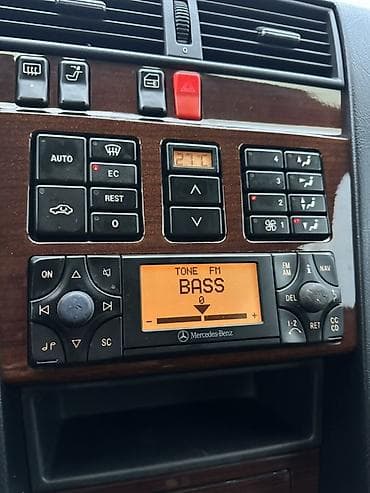 AUTO
EC
REST
0
4
3
2
1
ON
SC
TONE FM
BASS
0
- +
Mercedes-Benz
FM
AM
i
NAV
DEL
1-2
RET
CC
CD